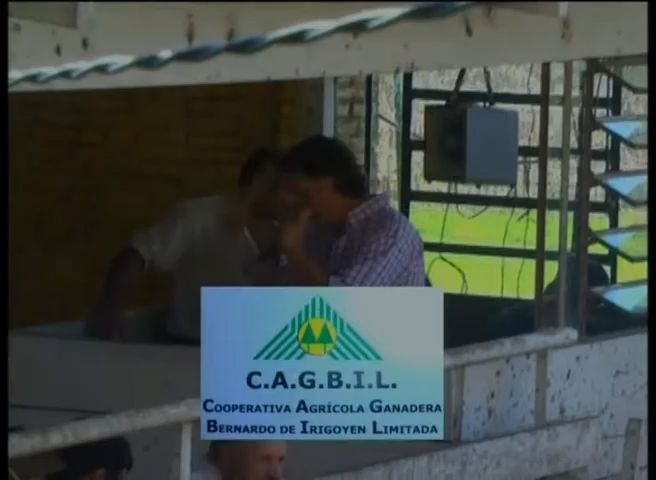 C.A.G.B.I.L.
COOPERATIVA AGRÍCOLA GANADERA
BERNARDO DE IRIGOYEN LIMITADA